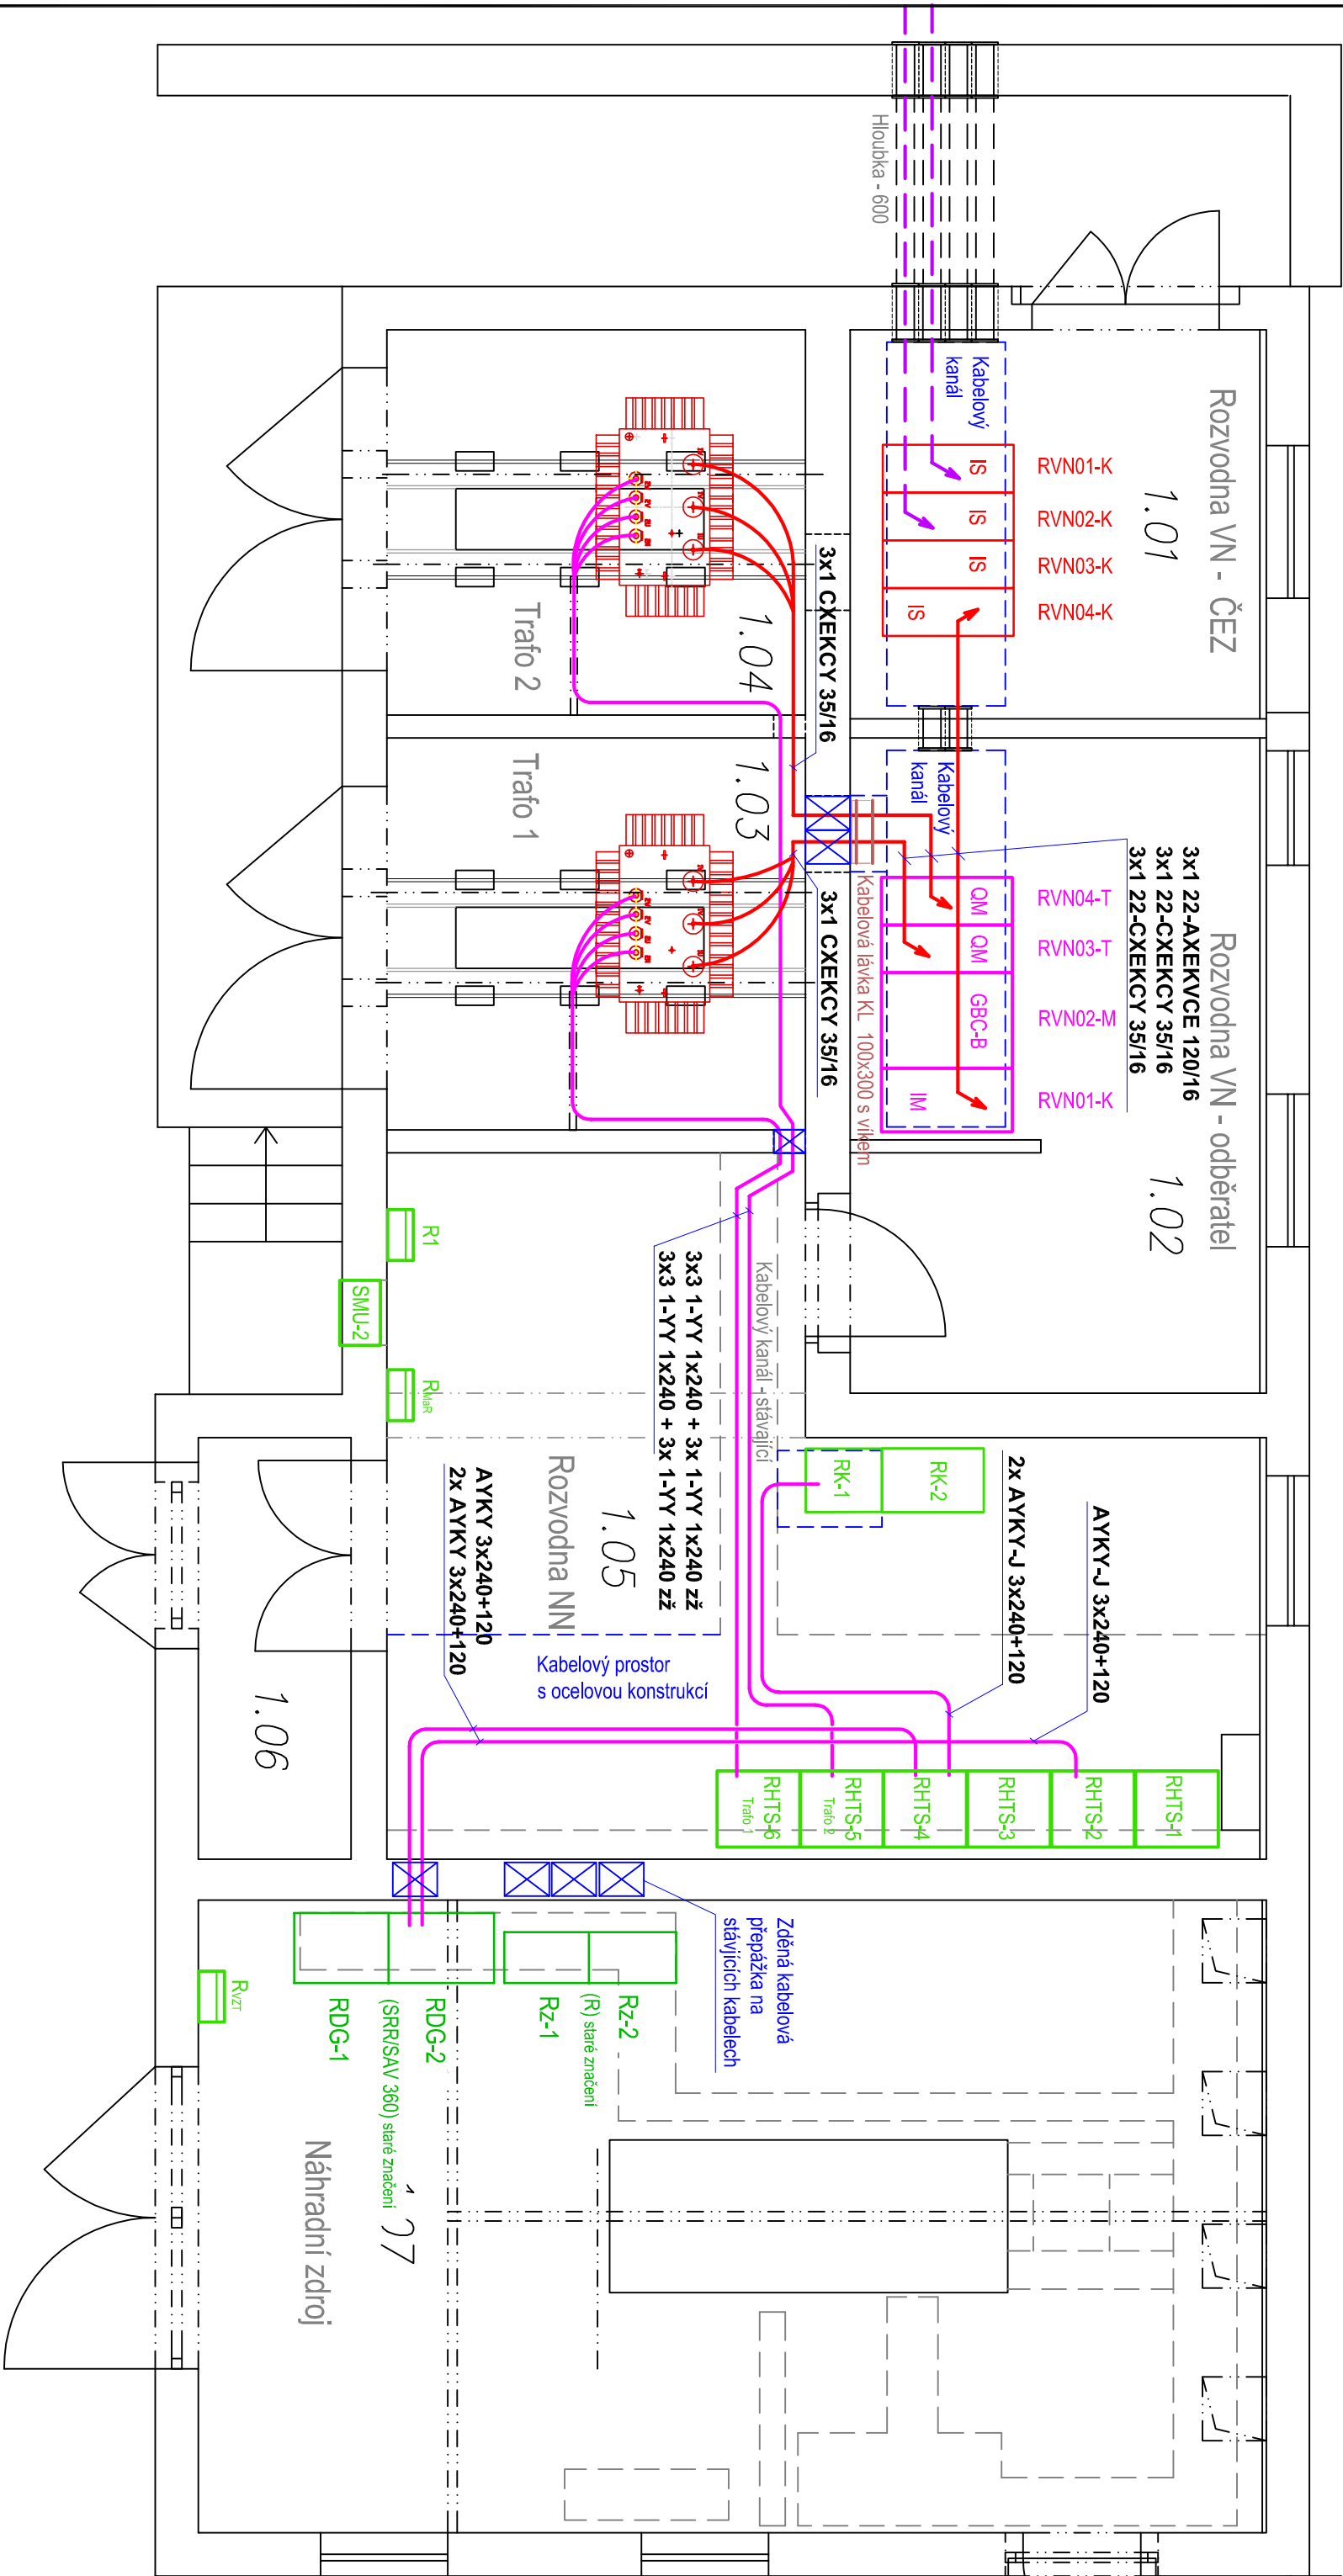 Hloubka - 600
Rozvodna VN - ČEZ
1.01
Kabelový
kanál
RVN01-K
IS
RVN02-K
IS
RVN03-K
IS
RVN04-K
IS
3x1 CXEKCY 35/16
1.04
Trafo 2
Rozvodna VN - odběratel
1.02
3x1 22-AXEKVCE 120/16
3x1 22-CXEKCY 35/16
3x1 22-CXEKCY 35/16
Kabelový
kanál
RVN04-T
QM
RVN03-T
QM
RVN02-M
GBC-B
RVN01-K
IM
Kabelová lávka KL 100x300 s víkem
3x1 CXEKCY 35/16
1.03
Trafo 1
R1
SMU-2
RMaR
Kabelový kanál - stávající
3x3 1-YY 1x240 + 3x 1-YY 1x240 zž
3x3 1-YY 1x240 + 3x 1-YY 1x240 zž
RK-2
RK-1
AYKY-J 3x240+120
2x AYKY-J 3x240+120
1.05
Rozvodna NN
AYKY 3x240+120
2x AYKY 3x240+120
Kabelový prostor
s ocelovou konstrukcí
1.06
RHTS-1
RHTS-2
RHTS-3
RHTS-4
RHTS-5
Trafo 2
RHTS-6
Trafo 1
Zděná kabelová
přepážka na
stávjících kabelech
Rz-2
(R) staré značení
Rz-1
RDG-2
(SRR/SAV 360) staré značení
RDG-1
RVZT
Náhradní zdroj